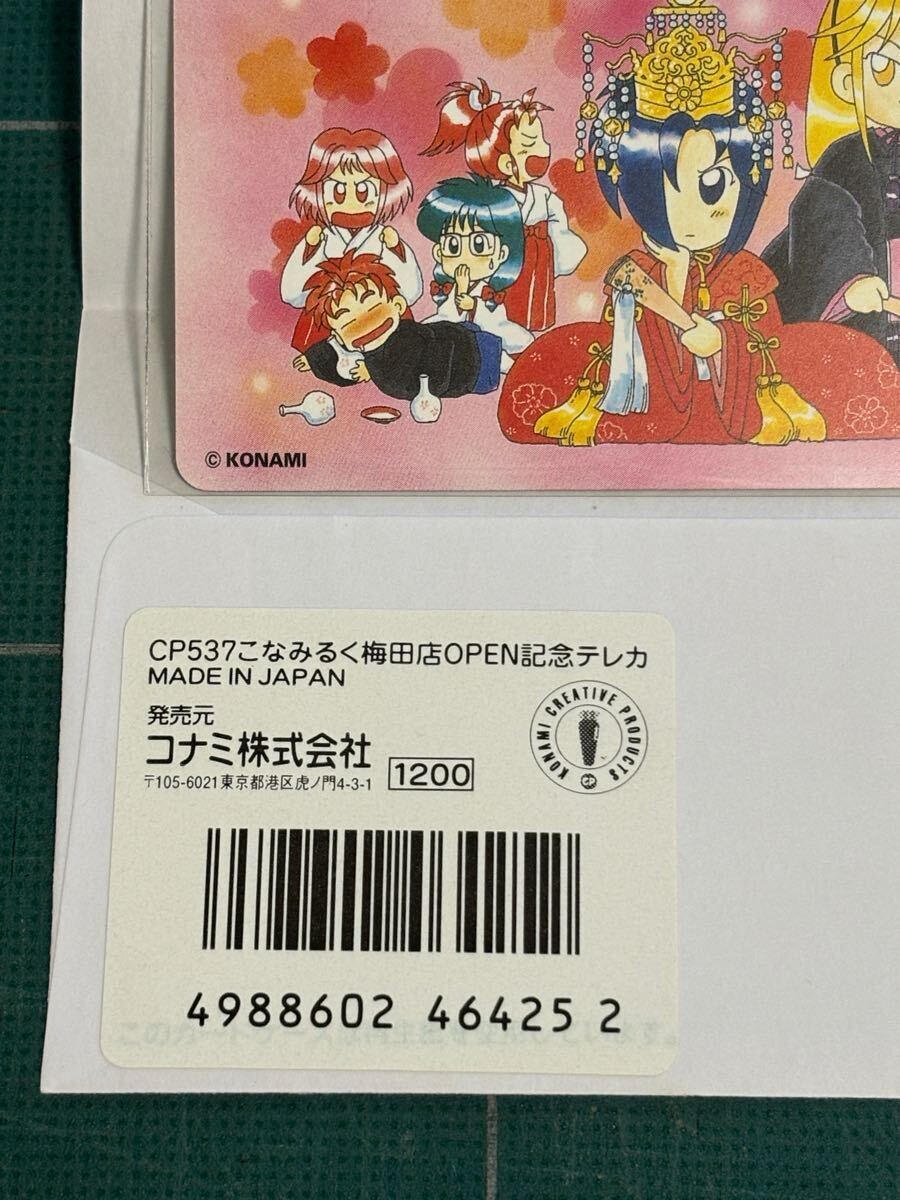 © KONAMI
CP537こなみるく梅田店OPEN記念テレカ
MADE IN JAPAN
発売元
コナミ株式会社 1200
〒105-6021東京都港区虎ノ門4-3-1
KONAMI CREATIVE PRODUCTS
CP
4988602 464252